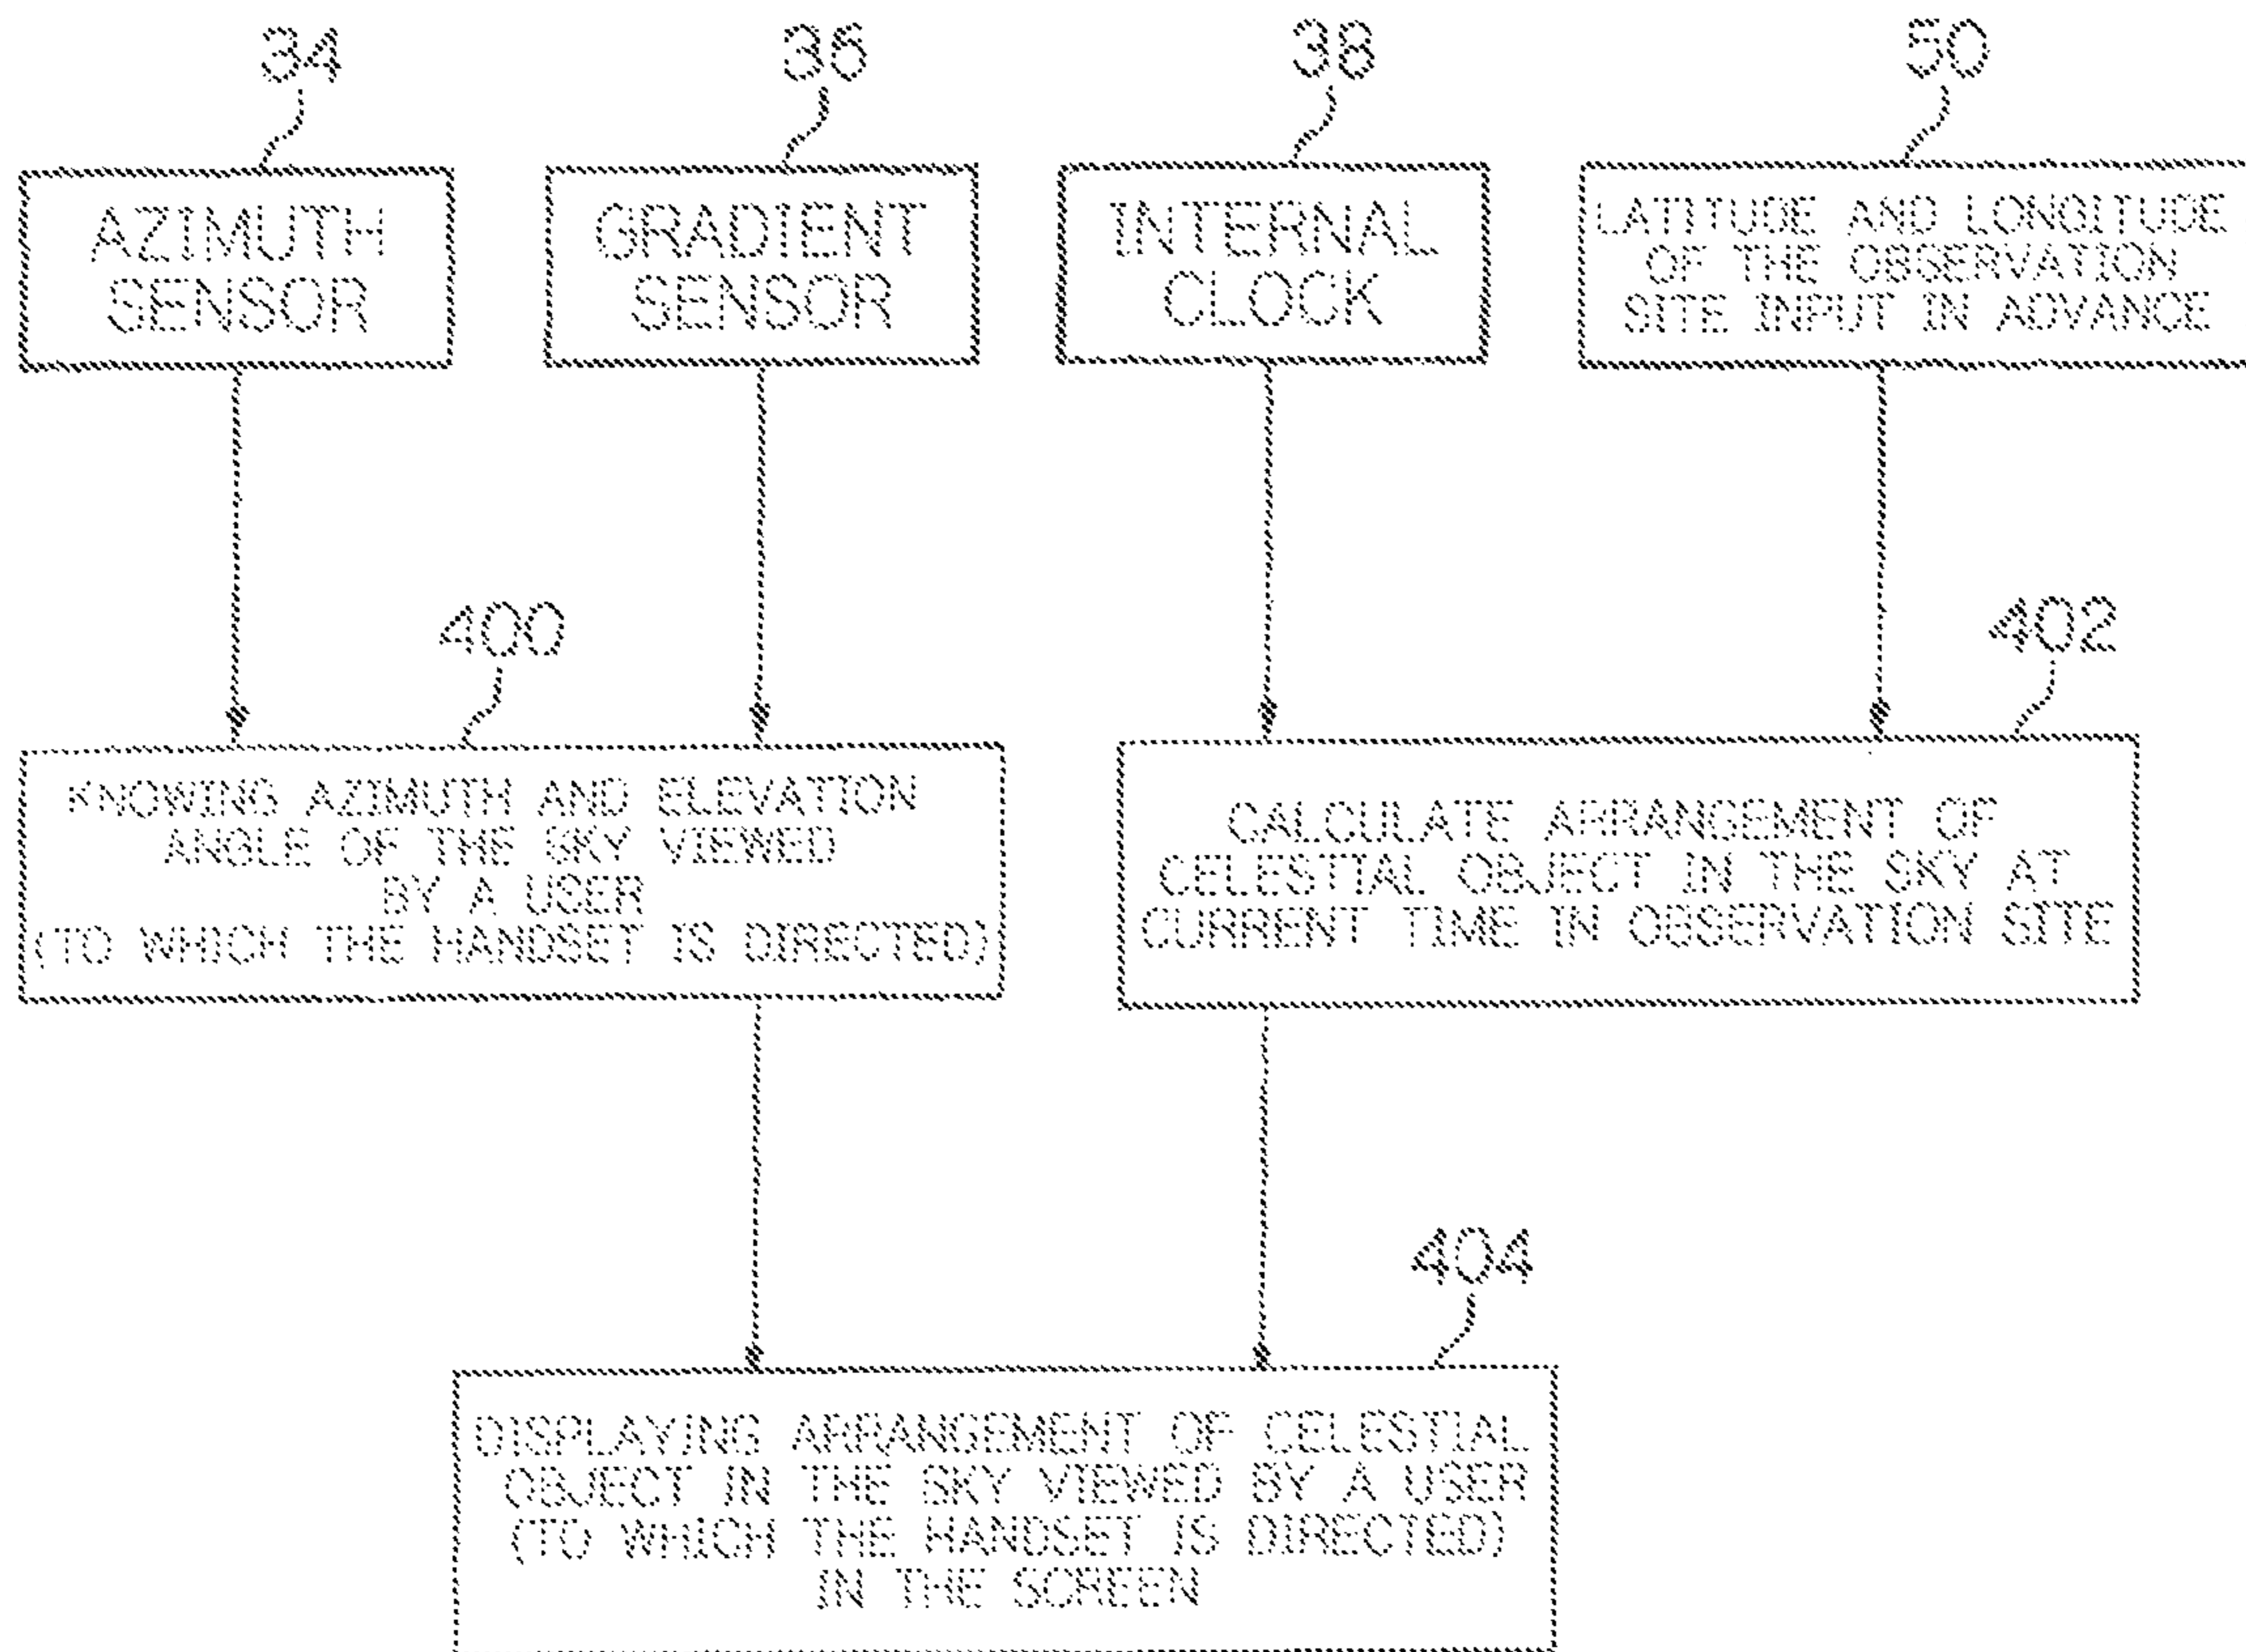 34
36
38
50
AZIMUTH
SENSOR
GRADIENT
SENSOR
INTERNAL
CLOCK
LATITUDE AND LONGITUDE
OF THE OBSERVATION
SITE INPUT IN ADVANCE
400
402
KNOWING AZIMUTH AND ELEVATION
ANGLE OF THE SKY VIEWED
BY A USER
(TO WHICH THE HANDSET IS DIRECTED)
CALCULATE ARRANGEMENT OF
CELESTIAL OBJECT IN THE SKY AT
CURRENT TIME IN OBSERVATION SITE
404
DISPLAYING ARRANGEMENT OF CELESTIAL
OBJECT IN THE SKY VIEWED BY A USER
(TO WHICH THE HANDSET IS DIRECTED)
IN THE SCREEN